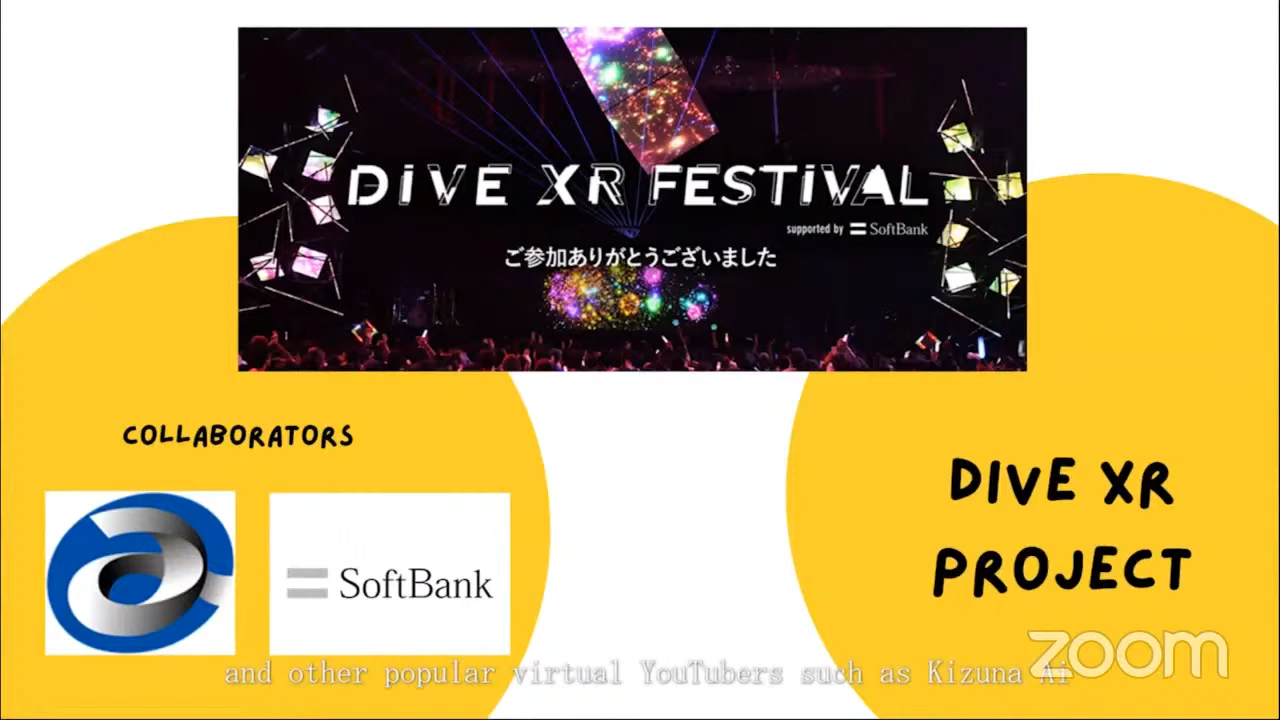 DIVE XR FESTIVAL
supported by SoftBank
ご参加ありがとうございました
COLLABORATORS
SoftBank
DIVE XR
PROJECT
zoom
and other popular virtual YouTubers such as Kizuna Ai